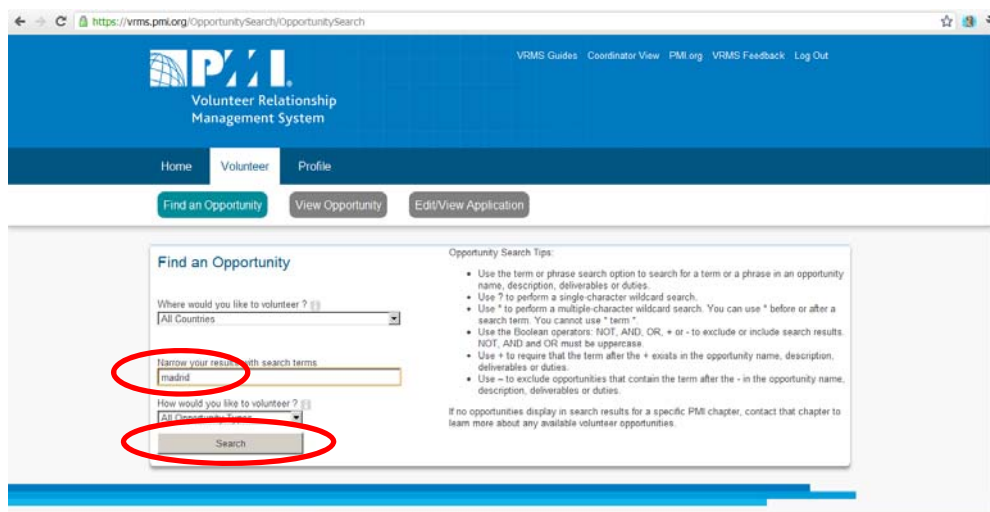 https://vrms.pmi.org/OpportunitySearch/OpportunitySearch
VRMS Guides Coordinator View PMI.org VRMS Feedback Log Out
PMI.
Volunteer Relationship
Management System
Home Volunteer Profile
Find an Opportunity View Opportunity Edit/View Application
Find an Opportunity
Where would you like to volunteer ?
All Countries
Narrow your results with search terms
madrid
How would you like to volunteer ?
All Opportunity Types
Search
Opportunity Search Tips:
• Use the term or phrase search option to search for a term or a phrase in an opportunity
name, description, deliverables or duties.
• Use ? to perform a single-character wildcard search.
• Use * to perform a multiple-character wildcard search. You can use * before or after a
search term. You cannot use * term *.
• Use the Boolean operators: NOT, AND, OR, + or - to exclude or include search results.
NOT, AND and OR must be uppercase.
• Use + to require that the term after the + exists in the opportunity name, description,
deliverables or duties.
• Use – to exclude opportunities that contain the term after the - in the opportunity name,
description, deliverables or duties.
If no opportunities display in search results for a specific PMI chapter, contact that chapter to
learn more about any available volunteer opportunities.